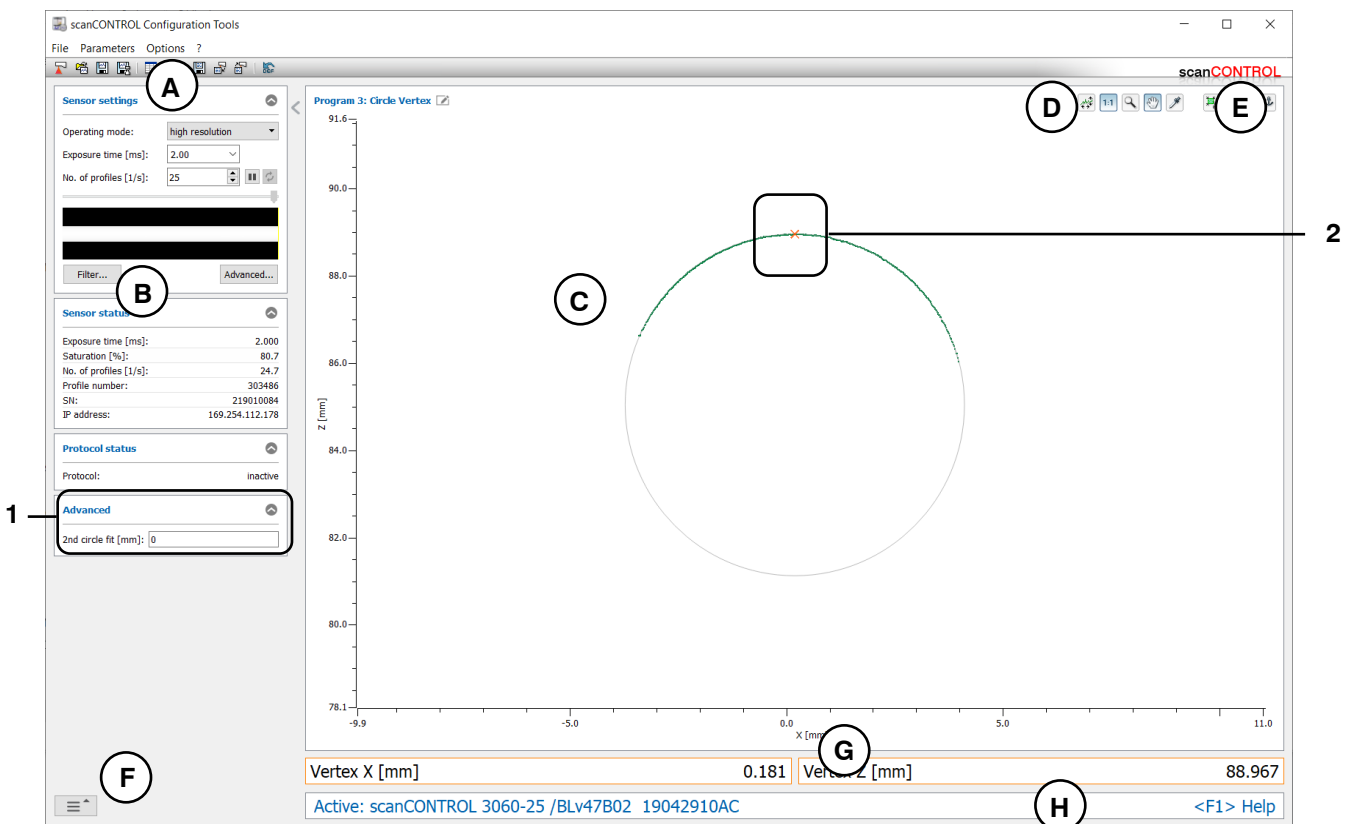 scanCONTROL Configuration Tools
File Parameters Options ?
scanCONTROL
A
D
E
Sensor settings
Program 3: Circle Vertex
1:1
Operating mode: high resolution
Exposure time [ms]: 2.00
No. of profiles [1/s]: 25
Filter... Advanced...
B
Sensor status
Exposure time [ms]: 2.000
Saturation [%]: 80.7
No. of profiles [1/s]: 24.7
Profile number: 303486
SN: 219010084
IP address: 169.254.112.178
Protocol status
Protocol: inactive
1
Advanced
2nd circle fit [mm]: 0
F
91.6
90.0
88.0
86.0
84.0
82.0
80.0
78.1
Z [mm]
C
2
-9.9 -5.0 0.0 5.0 11.0
G
Vertex X [mm] 0.181 [mm] 88.967
H
Active: scanCONTROL 3060-25 /BLv47B02 19042910AC <F1> Help